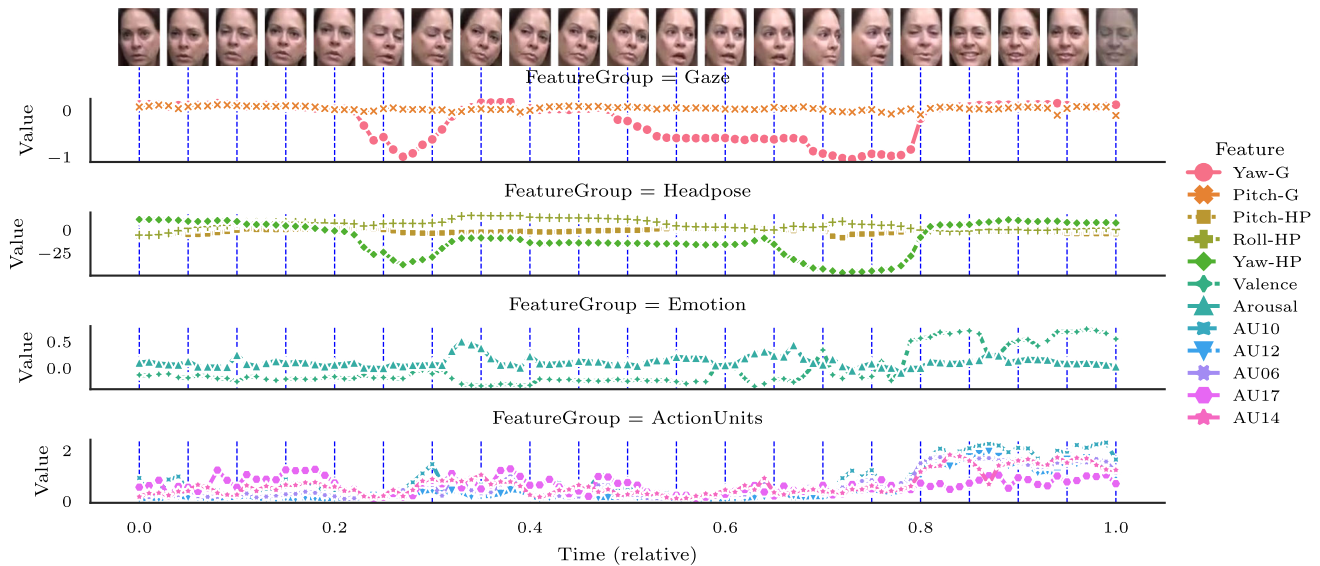 FeatureGroup = Gaze
Value
0
−1
FeatureGroup = Headpose
Value
0
−25
FeatureGroup = Emotion
Value
0.5
0.0
FeatureGroup = ActionUnits
Value
2
0
0.0 0.2 0.4 0.6 0.8 1.0
Time (relative)
Feature
Yaw-G
Pitch-G
Pitch-HP
Roll-HP
Yaw-HP
Valence
Arousal
AU10
AU12
AU06
AU17
AU14